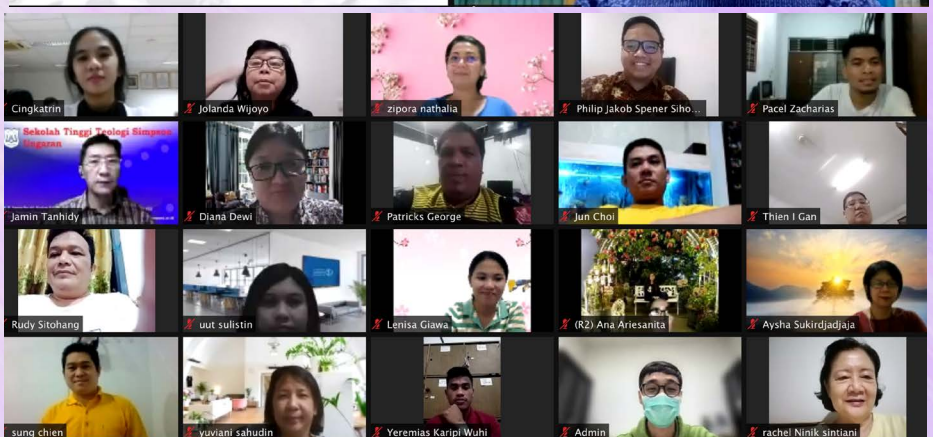 Cingkatrin
Jolanda Wijoyo
zipora nathalia
Philip Jakob Spener Siho...
Pacel Zacharias
Sekolah Tinggi Teologi Simpson
Ungaran
Jamin Tanhidy
Diana Dewi
Patricks George
Jun Choi
Thien I Gan
Rudy Sitohang
uut sulistin
Lenisa Giawa
(R2) Ana Ariesanita
Aysha Sukirdjadjaja
sung chien
yuviani sahudin
Yeremias Karipi Wuhi
Admin
rachel Ninik sintiani